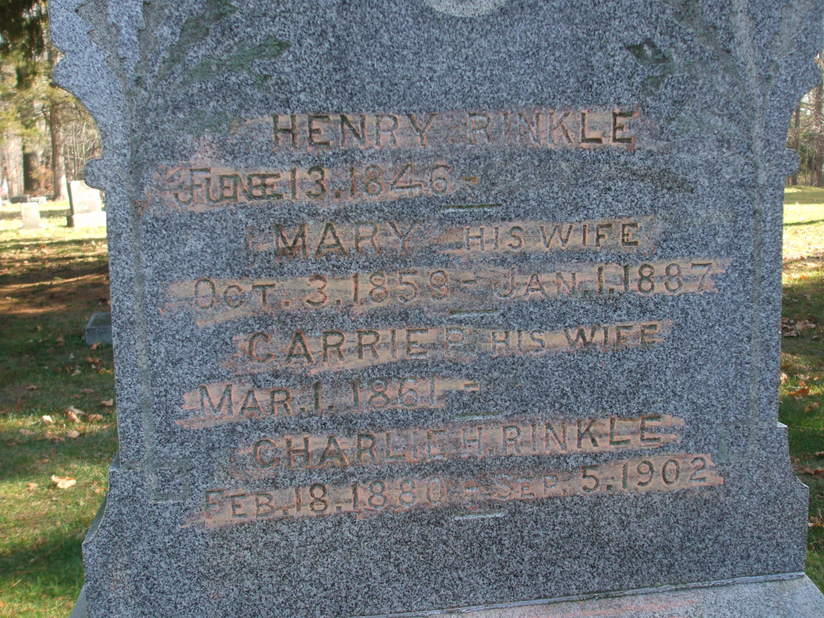 HENRY RINKLE
13, 1846 -
MARY HIS WIFE
OCT. 3, 1859 - JAN. 1, 1887
CARRIE E. HIS WIFE
MAR. 1, 1861 -
CHARLIE H. RINKLE
FEB. 18, 1880 - SEP. 5, 1902